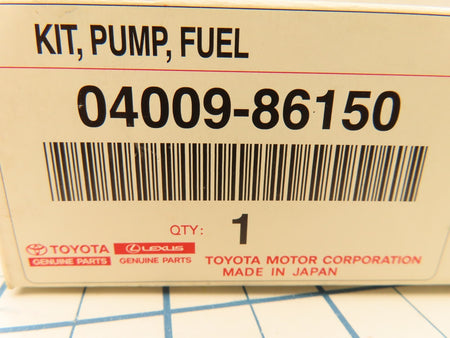 KIT, PUMP, FUEL
04009-86150
QTY: 1
TOYOTA
GENUINE PARTS
LEXUS
GENUINE PARTS
TOYOTA MOTOR CORPORATION
MADE IN JAPAN